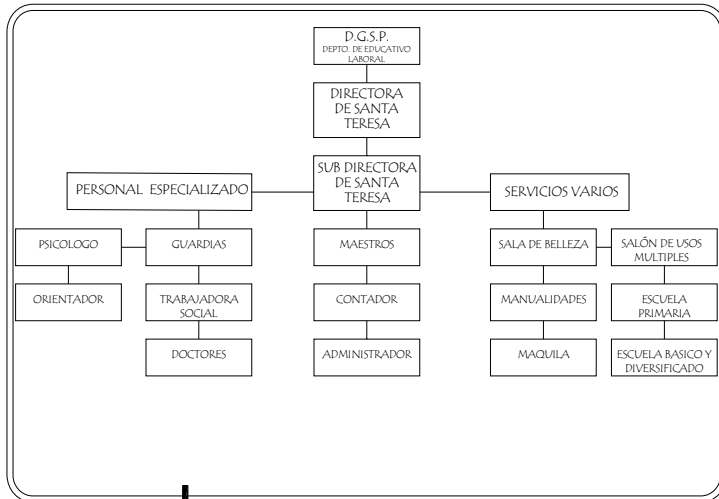 D.G.S.P.
DEPTO. DE EDUCATIVO
LABORAL
DIRECTORA
DE SANTA
TERESA
SUB DIRECTORA
DE SANTA
TERESA
PERSONAL ESPECIALIZADO
SERVICIOS VARIOS
PSICOLOGO
GUARDIAS
MAESTROS
SALA DE BELLEZA
SALÓN DE USOS
MULTIPLES
ORIENTADOR
TRABAJADORA
SOCIAL
CONTADOR
MANUALIDADES
ESCUELA
PRIMARIA
DOCTORES
ADMINISTRADOR
MAQUILA
ESCUELA BASICO Y
DIVERSIFICADO